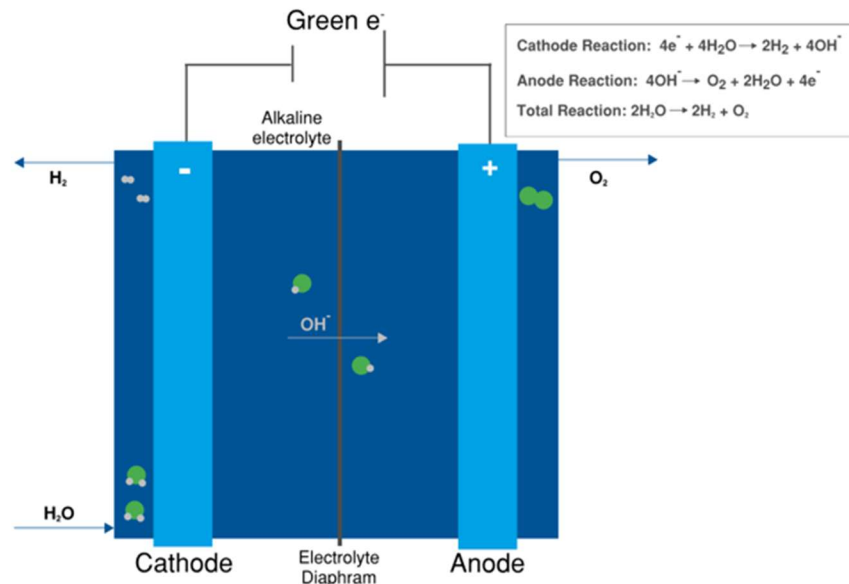 Green e⁻
Cathode Reaction: 4e⁻ + 4H₂O → 2H₂ + 4OH⁻
Anode Reaction: 4OH⁻ → O₂ + 2H₂O + 4e⁻
Total Reaction: 2H₂O → 2H₂ + O₂
Alkaline
electrolyte
H₂
-
+
O₂
OH⁻
H₂O
Cathode
Electrolyte
Diaphram
Anode